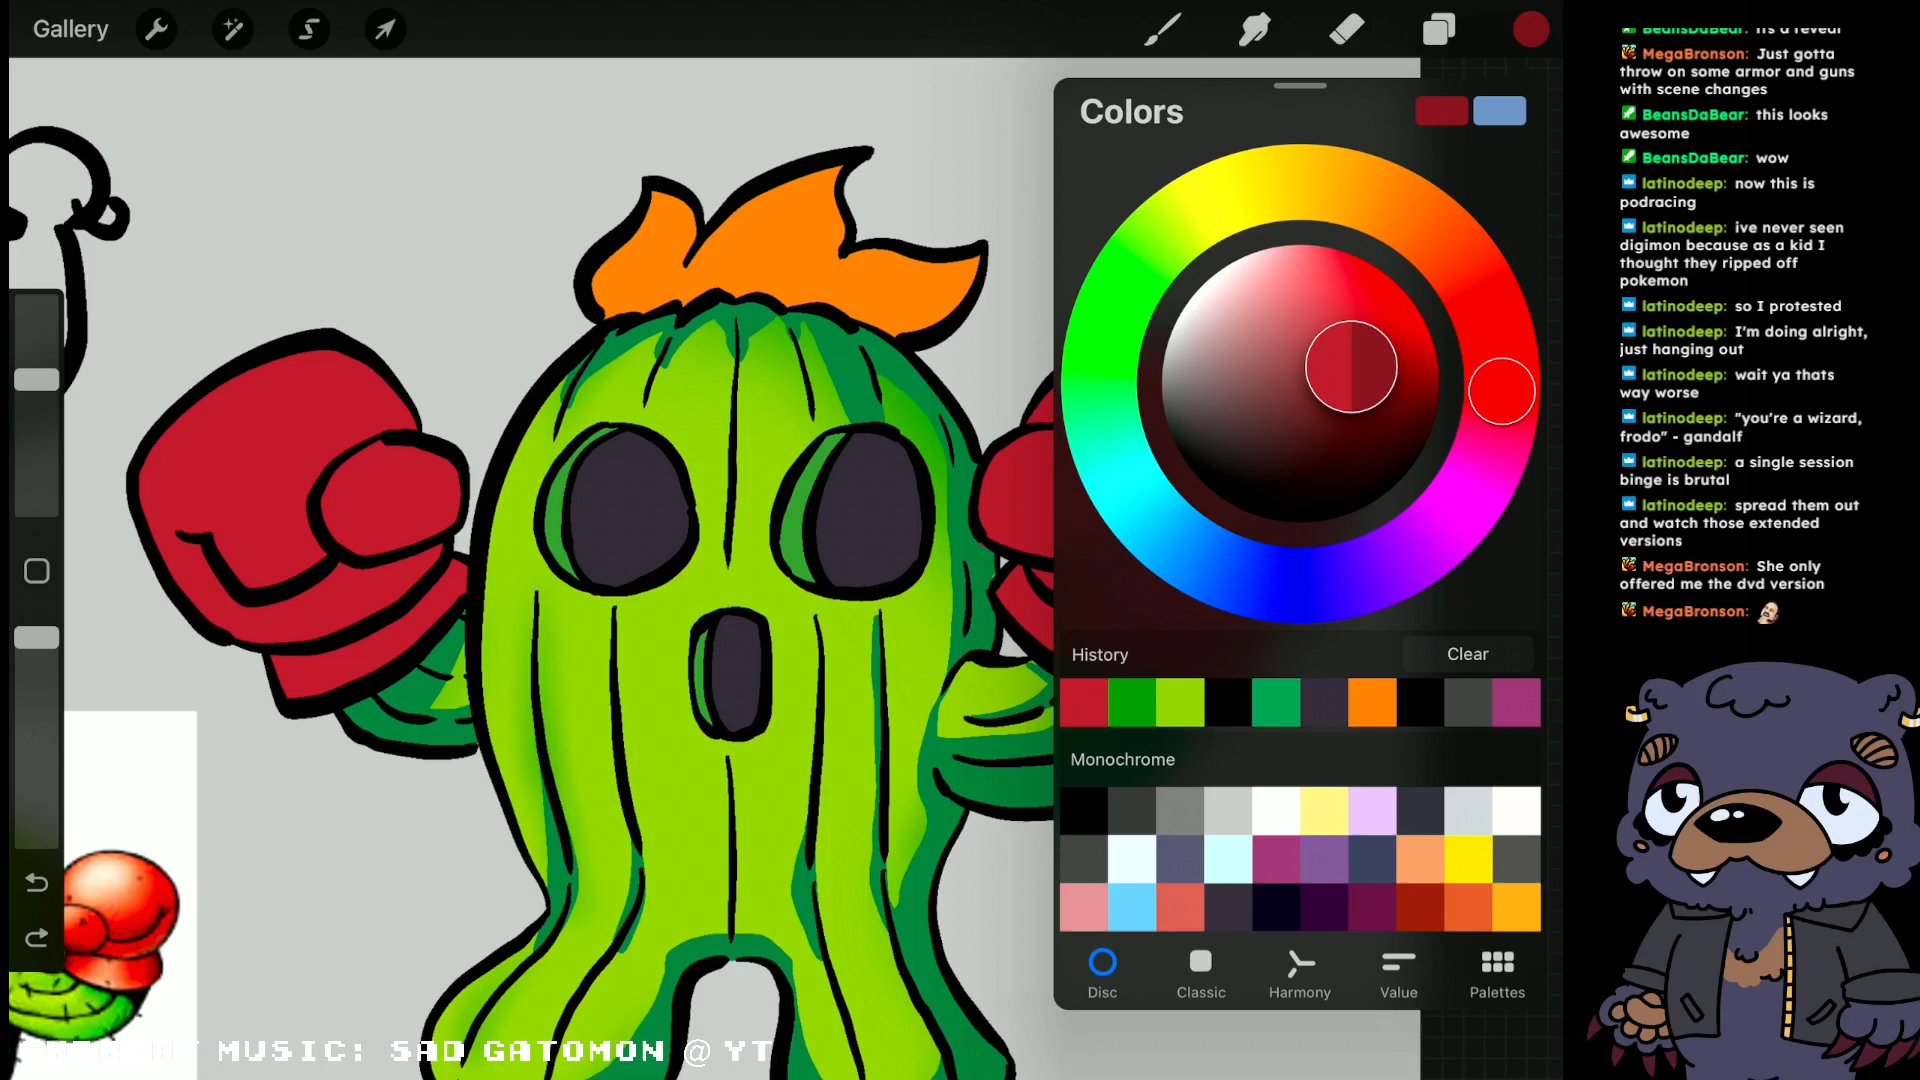 Gallery
Colors
History
Clear
Monochrome
Disc
Classic
Harmony
Value
Palettes
MUSIC: SAD GATOMON @ YT
BeansDaBear: its a reveal
MegaBronson: Just gotta
throw on some armor and guns
with scene changes
BeansDaBear: this looks
awesome
BeansDaBear: wow
latinodeep: now this is
podracing
latinodeep: ive never seen
digimon because as a kid I
thought they ripped off
pokemon
latinodeep: so I protested
latinodeep: I'm doing alright,
just hanging out
latinodeep: wait ya thats
way worse
latinodeep: "you're a wizard,
frodo" - gandalf
latinodeep: a single session
binge is brutal
latinodeep: spread them out
and watch those extended
versions
MegaBronson: She only
offered me the dvd version
MegaBronson: